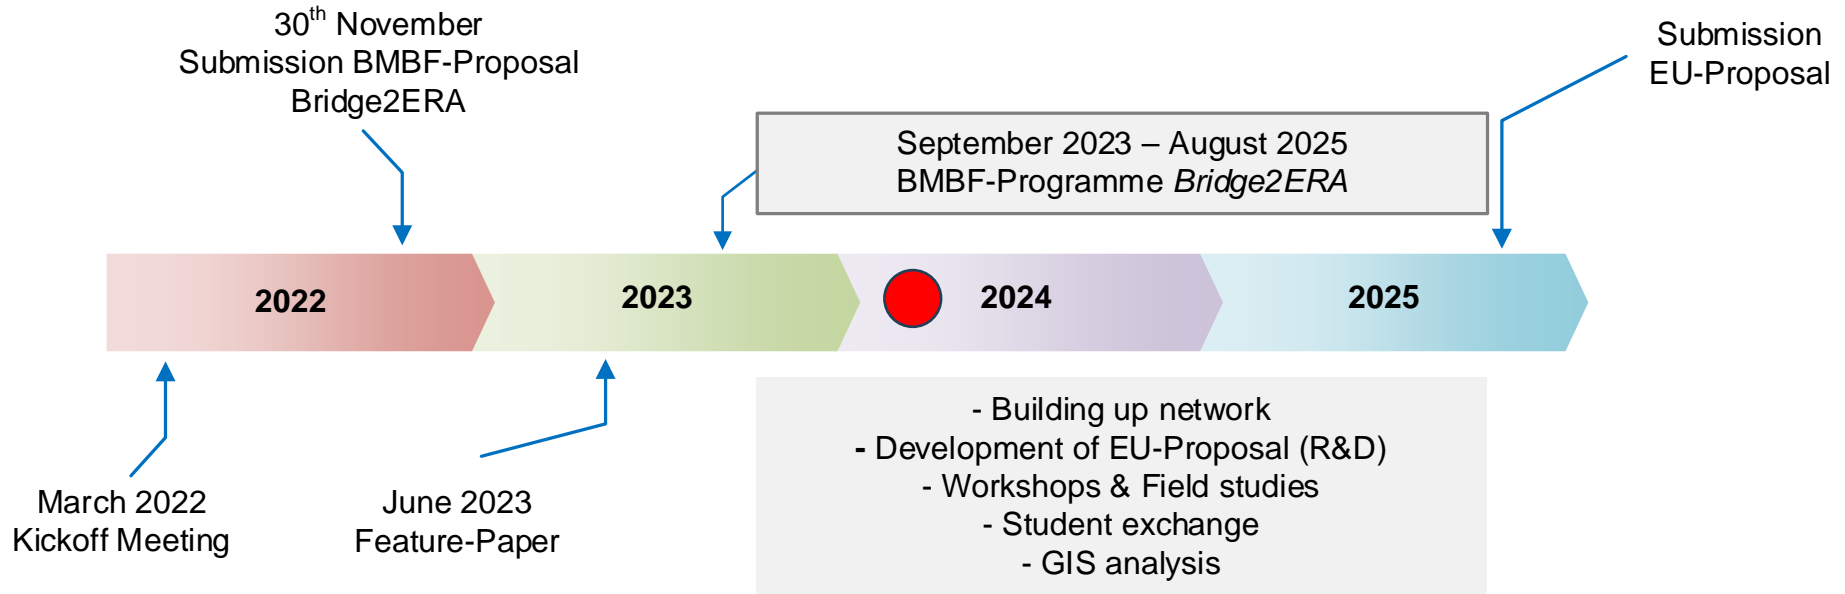 30th November
Submission BMBF-Proposal
Bridge2ERA
Submission
EU-Proposal
September 2023 – August 2025
BMBF-Programme Bridge2ERA
2022
2023
2024
2025
March 2022
Kickoff Meeting
June 2023
Feature-Paper
- Building up network
- Development of EU-Proposal (R&D)
- Workshops & Field studies
- Student exchange
- GIS analysis